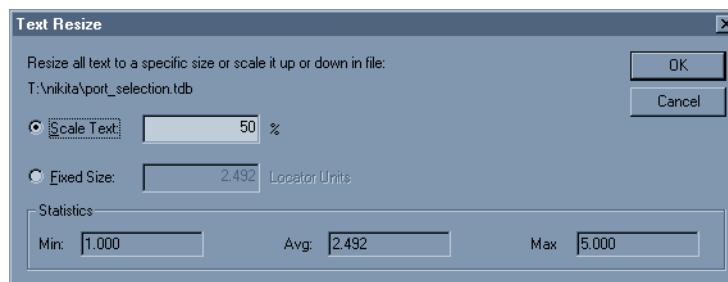 Text Resize
Resize all text to a specific size or scale it up or down in file:
T:\nikita\port_selection.tdb
OK
Cancel
Scale Text: 50 %
Fixed Size: 2.492 Locator Units
Statistics
Min: 1.000 Avg: 2.492 Max 5.000